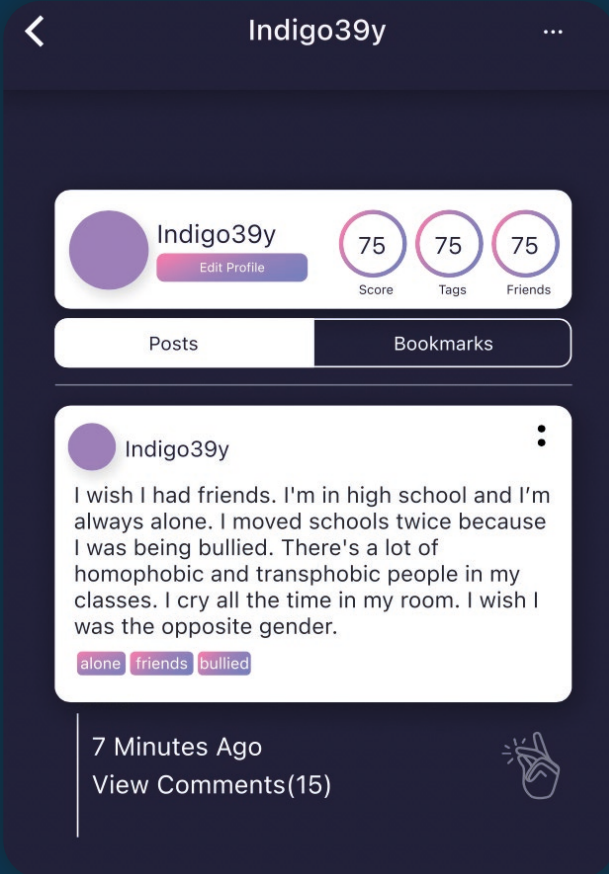 Indigo39y
...
Indigo39y
Edit Profile
75 75 75
Score Tags Friends
Posts Bookmarks
Indigo39y
I wish I had friends. I'm in high school and I’m
always alone. I moved schools twice because
I was being bullied. There's a lot of
homophobic and transphobic people in my
classes. I cry all the time in my room. I wish I
was the opposite gender.
alone friends bullied
7 Minutes Ago
View Comments(15)